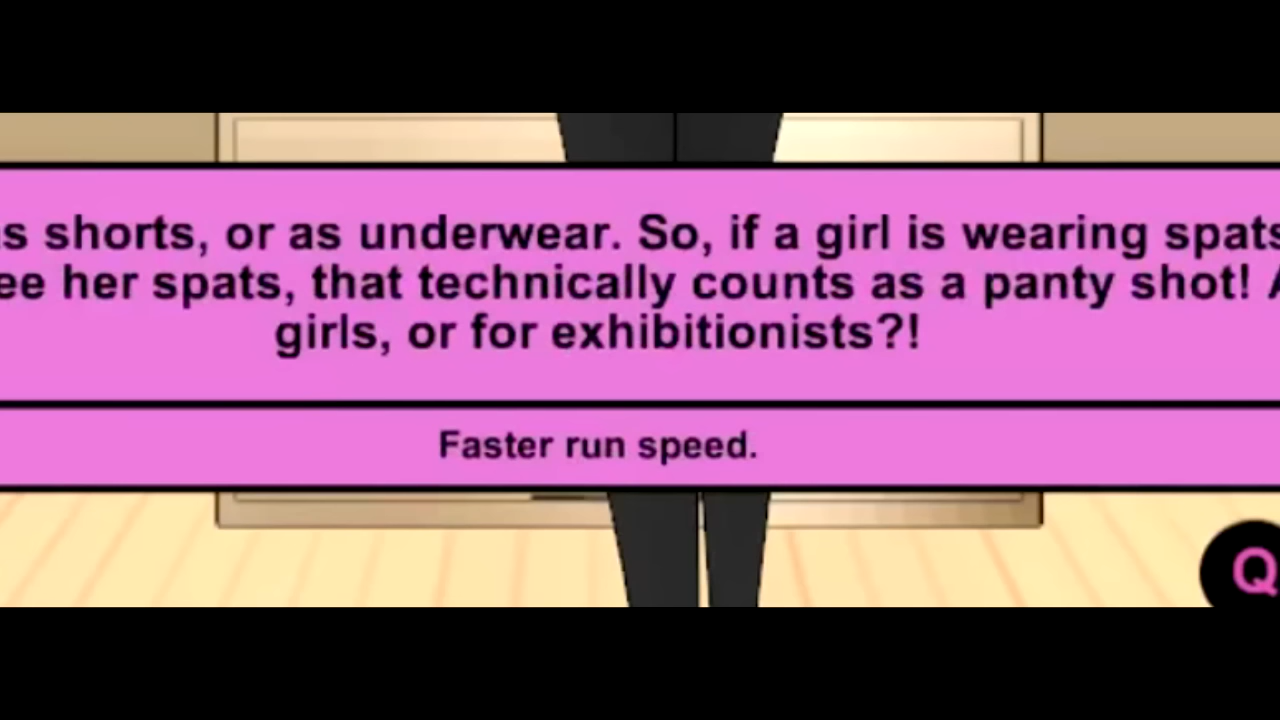 s shorts, or as underwear. So, if a girl is wearing spats
ee her spats, that technically counts as a panty shot! A
girls, or for exhibitionists?!
Faster run speed.
Q